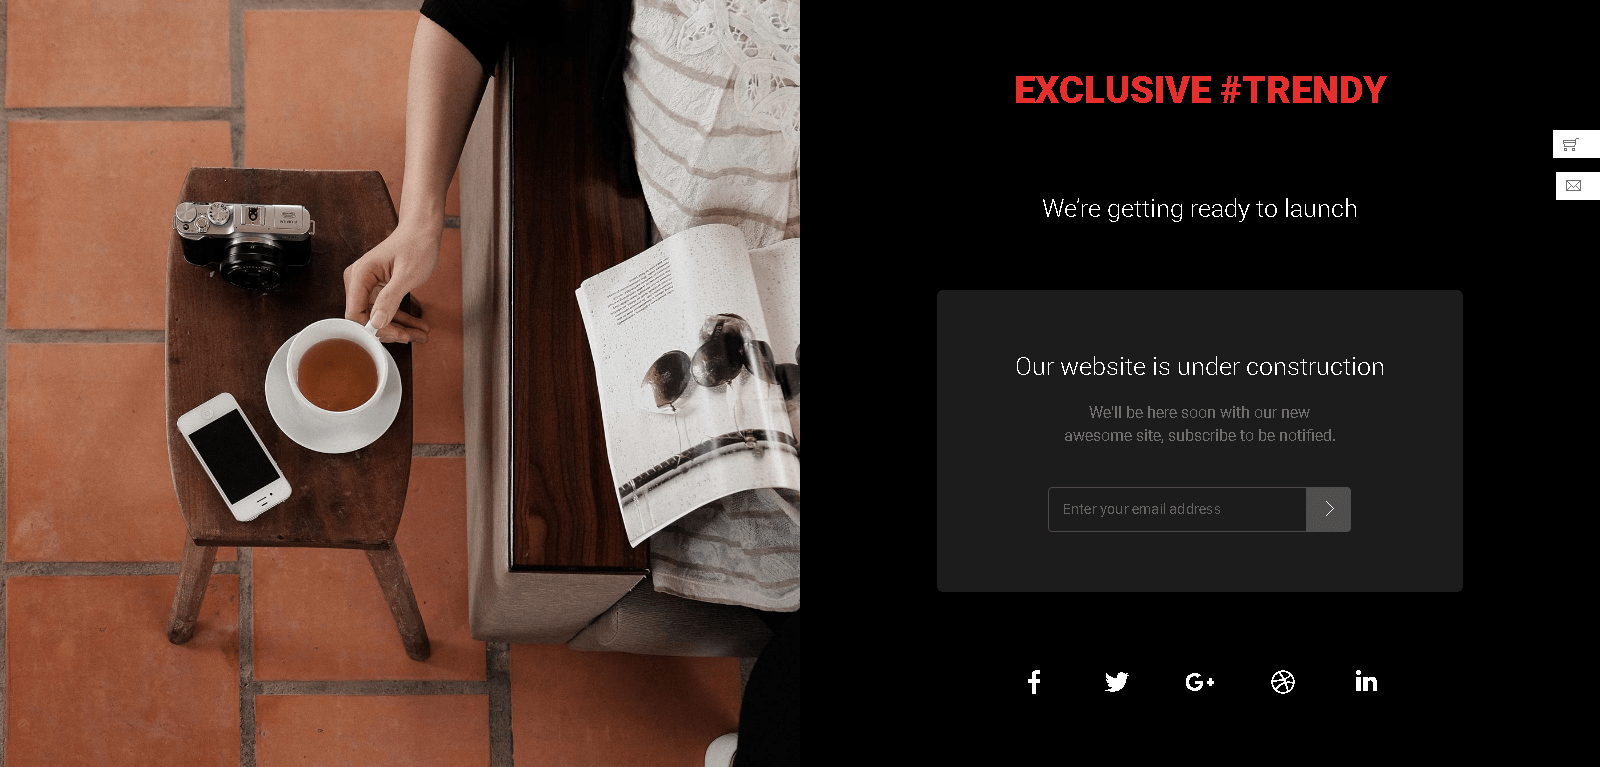 EXCLUSIVE #TRENDY
We're getting ready to launch
Our website is under construction
We'll be here soon with our new
awesome site, subscribe to be notified.
Enter your email address